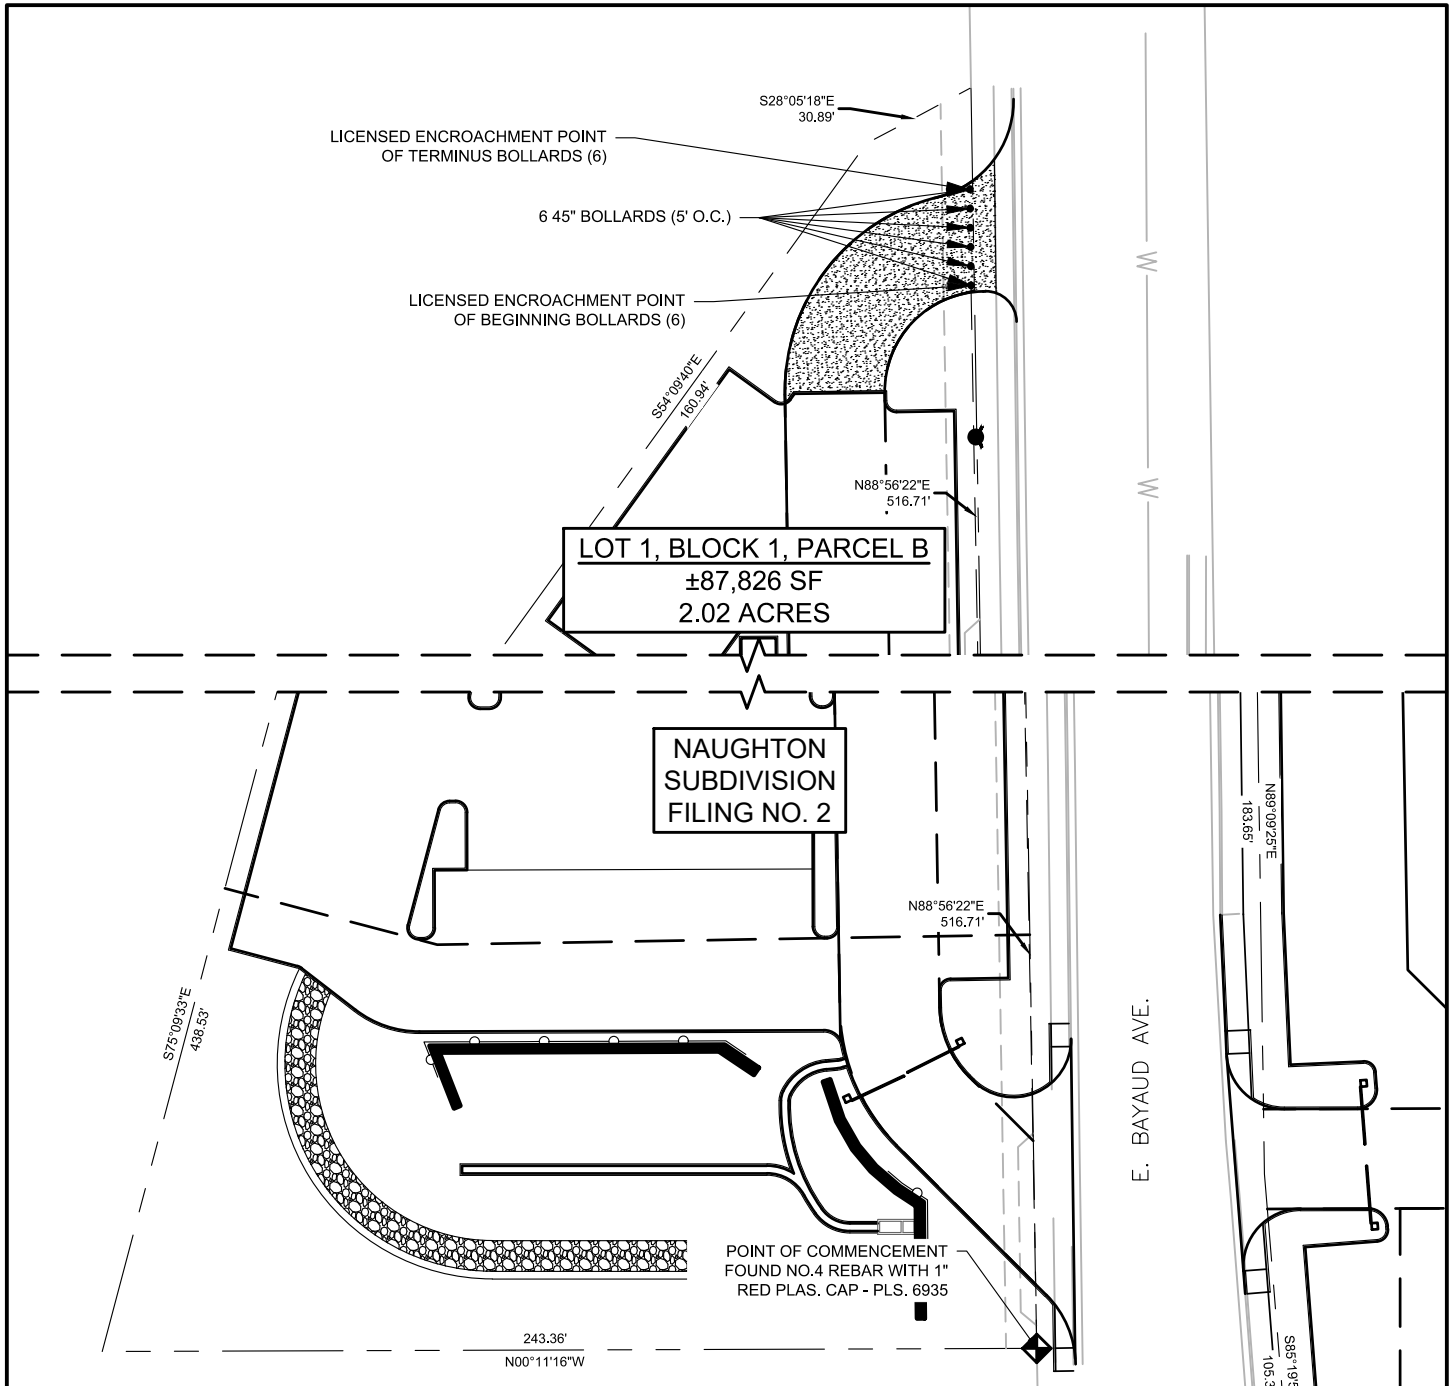 S28°05'18"E
30.89'
LICENSED ENCROACHMENT POINT
OF TERMINUS BOLLARDS (6)
6 45" BOLLARDS (5' O.C.)
LICENSED ENCROACHMENT POINT
OF BEGINNING BOLLARDS (6)
W
S54°09'40"E
160.94'
N88°56'22"E
516.71'
W
LOT 1, BLOCK 1, PARCEL B
±87,826 SF
2.02 ACRES
NAUGHTON
SUBDIVISION
FILING NO. 2
N89°09'25"E
183.65'
N88°56'22"E
516.71'
S75°09'33"E
438.53'
E. BAYAUD AVE.
POINT OF COMMENCEMENT
FOUND NO.4 REBAR WITH 1"
RED PLAS. CAP - PLS. 6935
243.36'
N00°11'16"W